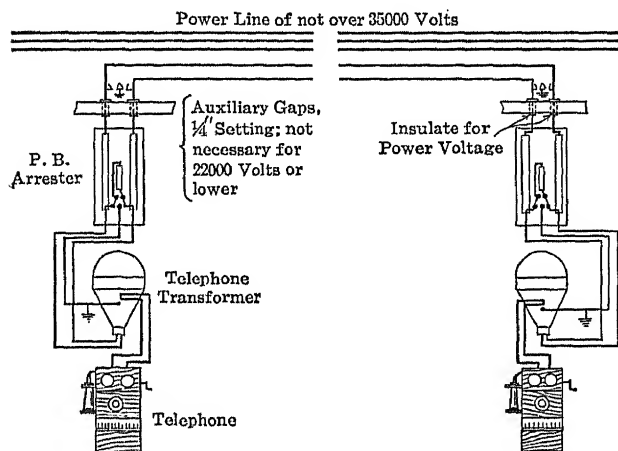 Power Line of not over 35000 Volts
Auxiliary Gaps,
1/4" Setting; not
necessary for
22000 Volts or
lower
Insulate for
Power Voltage
P. B.
Arrester
Telephone
Transformer
Telephone